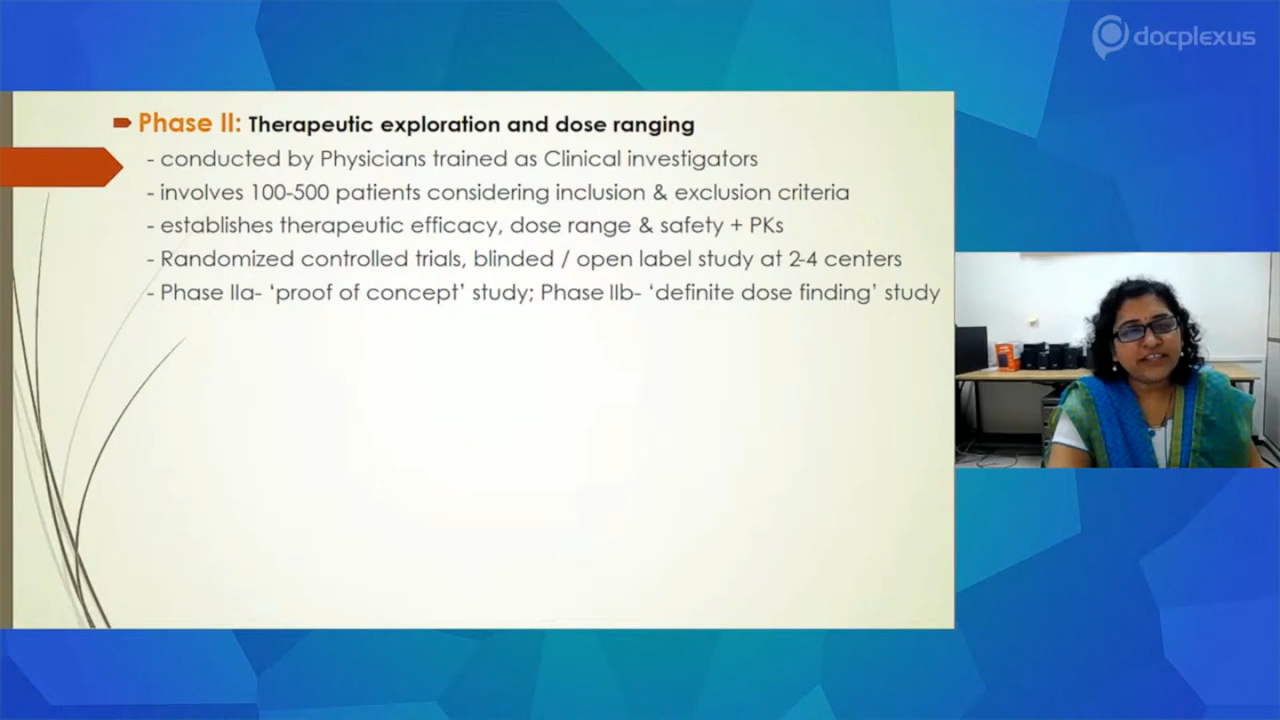 docplexus
Phase II: Therapeutic exploration and dose ranging
- conducted by Physicians trained as Clinical investigators
- involves 100-500 patients considering inclusion & exclusion criteria
- establishes therapeutic efficacy, dose range & safety + PKs
- Randomized controlled trials, blinded / open label study at 2-4 centers
- Phase IIa- ‘proof of concept’ study; Phase IIb- ‘definite dose finding’ study